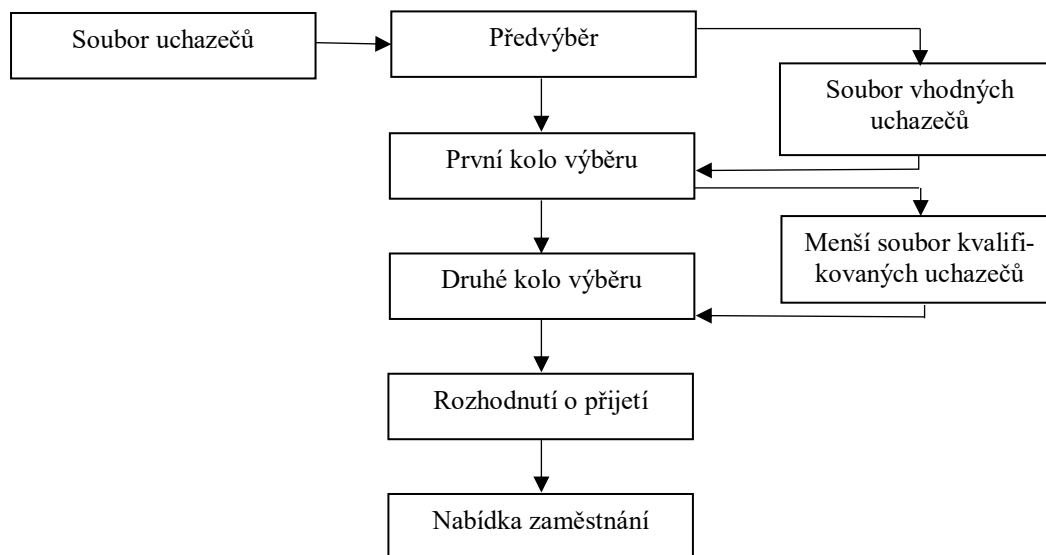 Soubor uchazečů
Předvýběr
Soubor vhodných
uchazečů
První kolo výběru
Menší soubor kvalifi-
kovaných uchazečů
Druhé kolo výběru
Rozhodnutí o přijetí
Nabídka zaměstnání